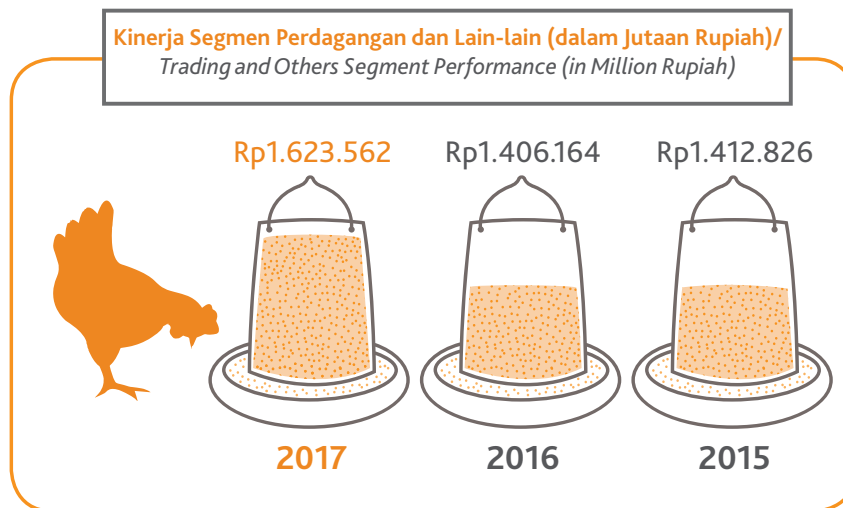 Kinerja Segmen Perdagangan dan Lain-lain (dalam Jutaan Rupiah)/
Trading and Others Segment Performance (in Million Rupiah)
Rp1.623.562 Rp1.406.164 Rp1.412.826
2017 2016 2015